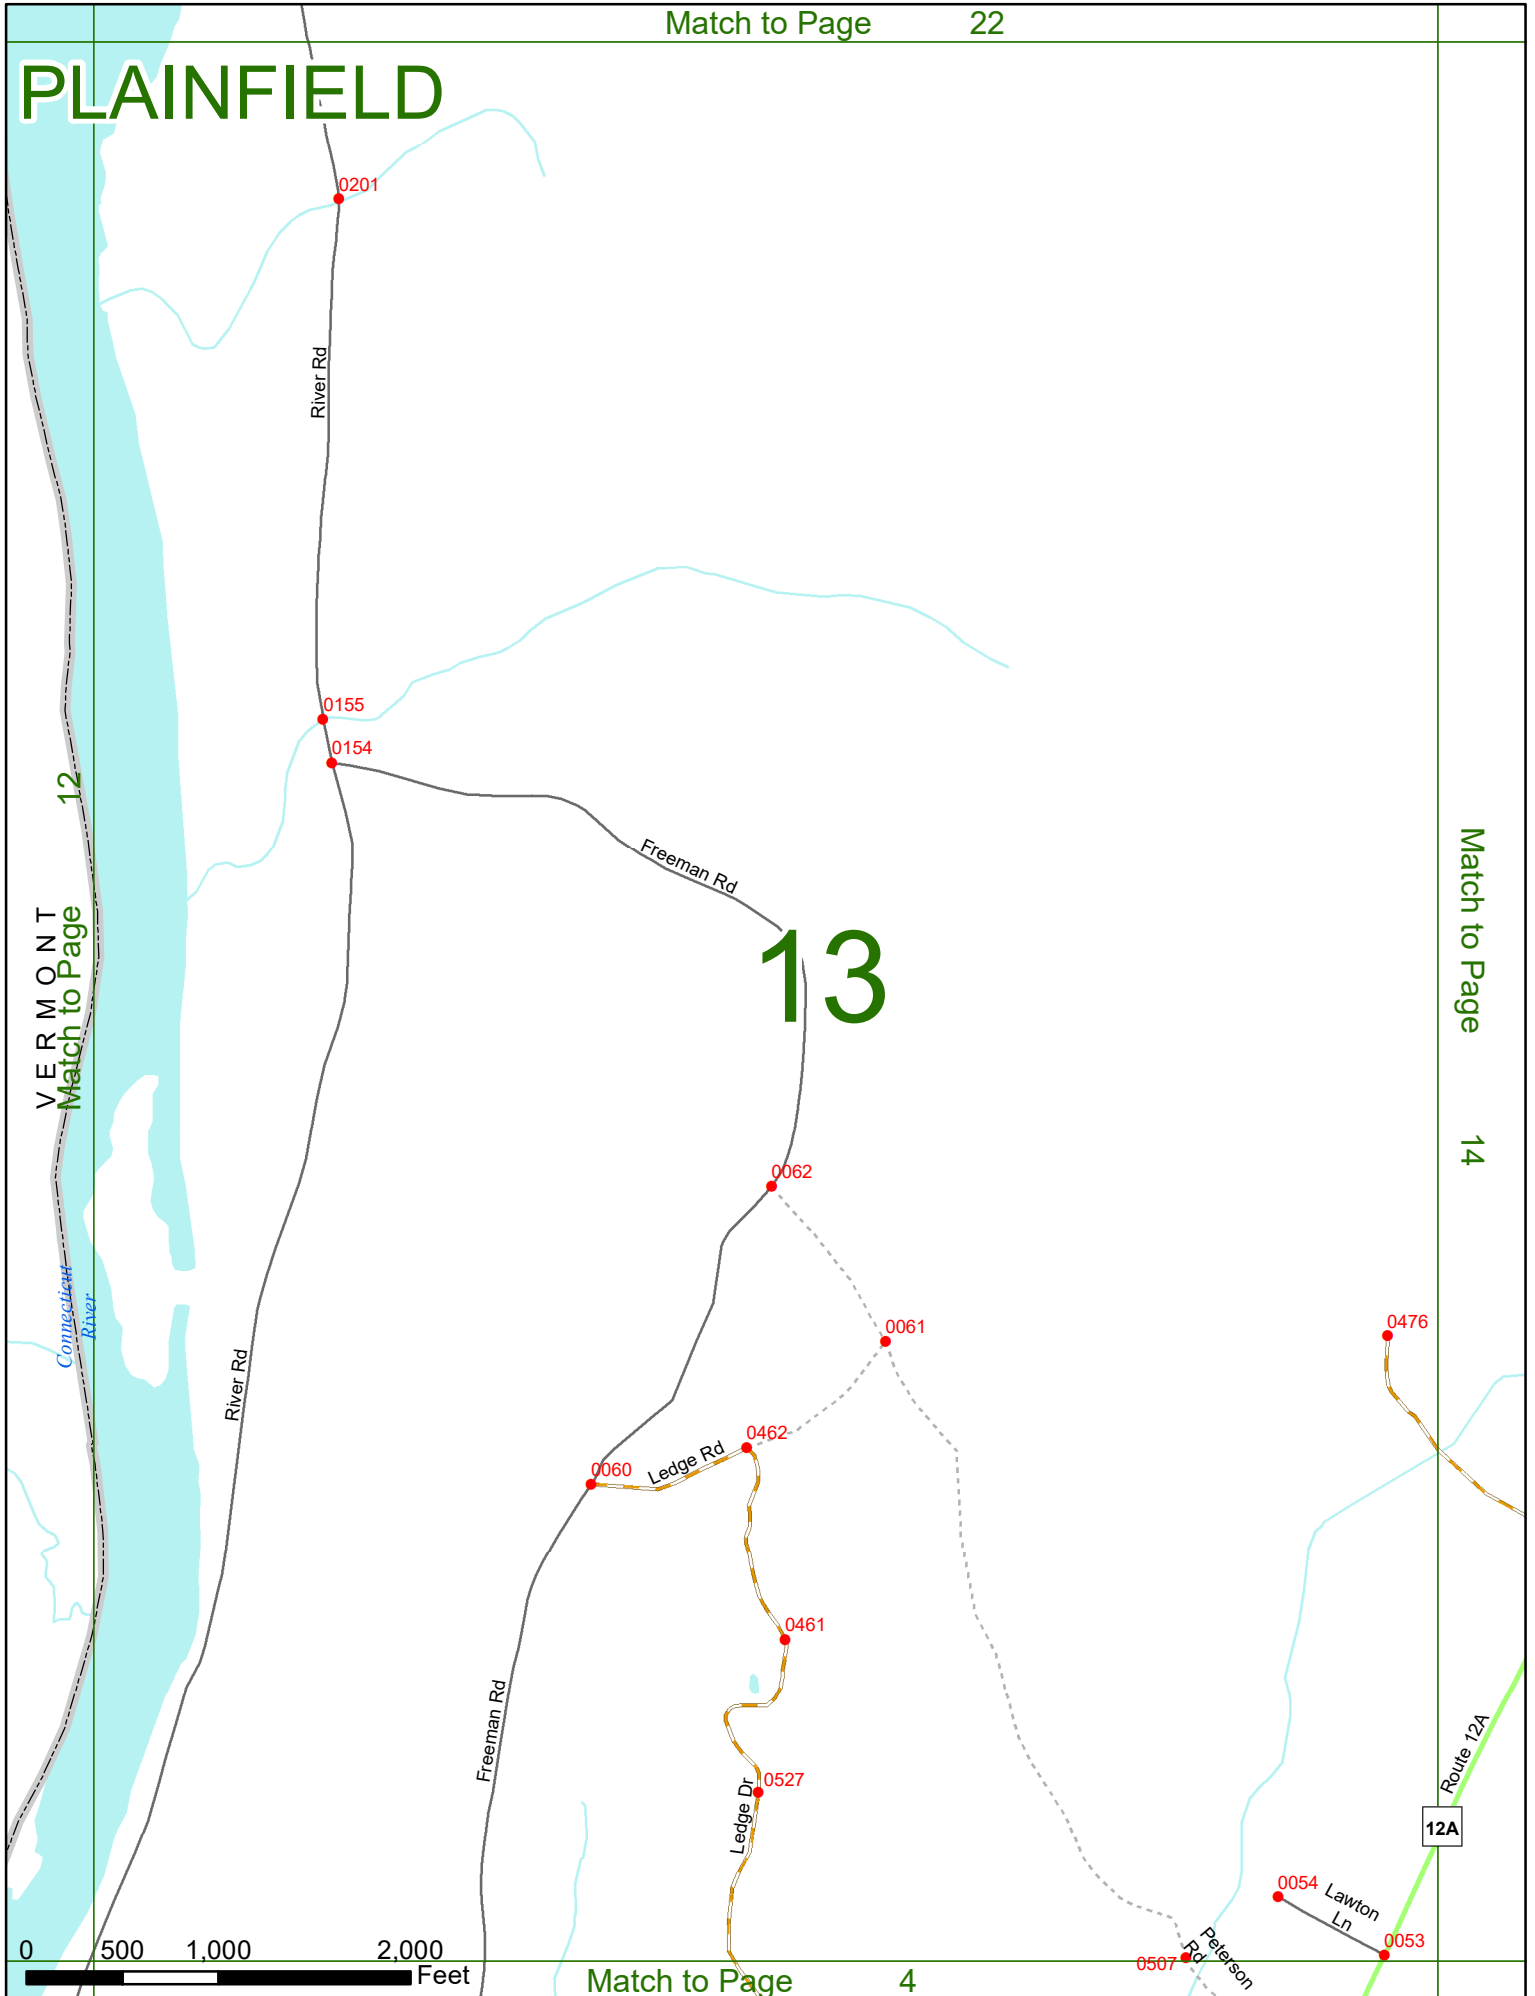 Match to Page 22
PLAINFIELD
0201
River Rd
0155
0154
12
Match to Page
VERMONT
Freeman Rd
13
Match to Page 14
0062
Connecticut
River
0061
0476
River Rd
0462
Ledge Rd
0060
0461
Freeman Rd
0527
Ledge Dr
Route 12A
12A
0054
Lawton
Ln
0053
Peterson
Rd
0507
0 500 1,000 2,000
Feet
Match to Page 4